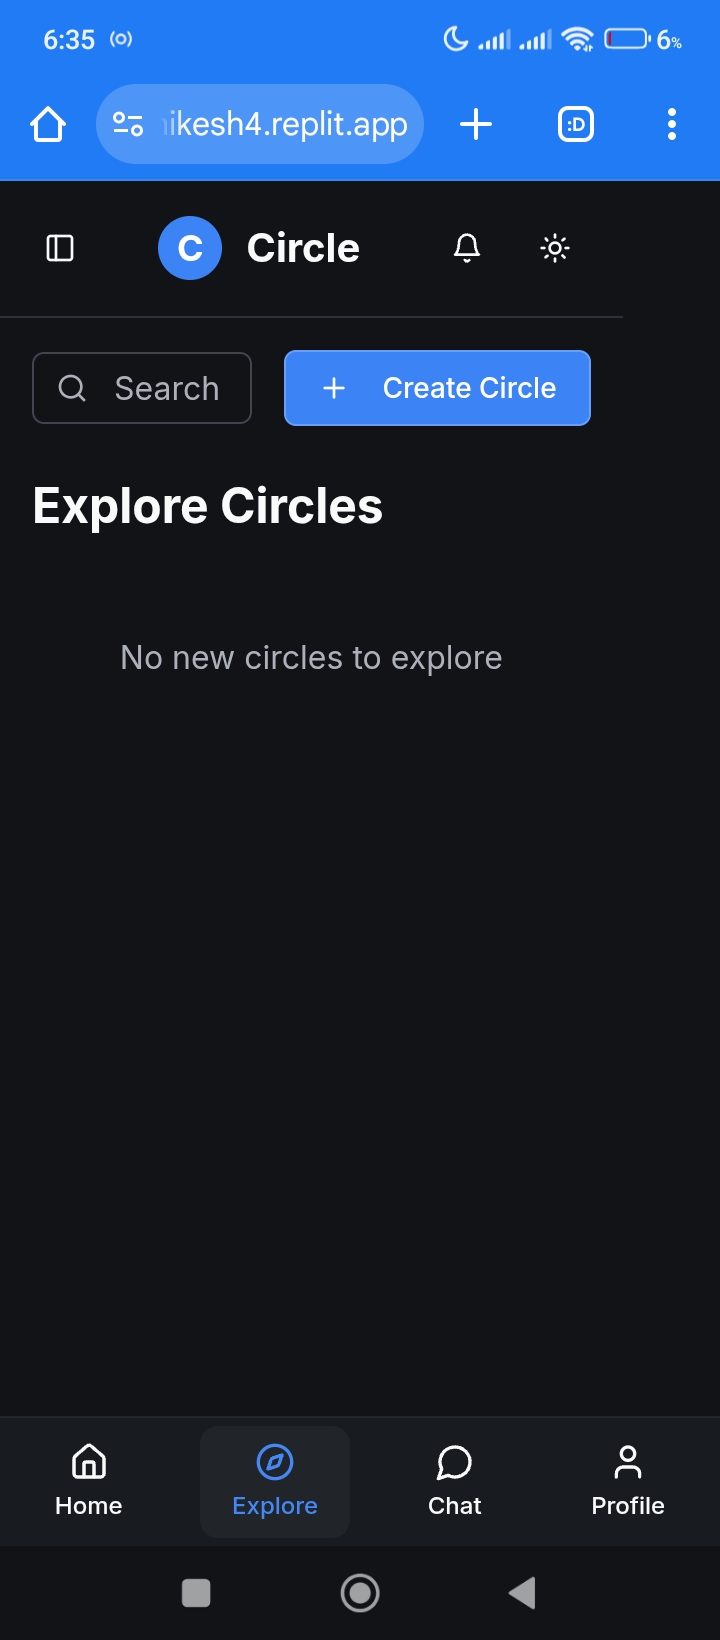 6:35 6%
ikesh4.replit.app :D
C Circle
Search Create Circle
Explore Circles
No new circles to explore
Home Explore Chat Profile